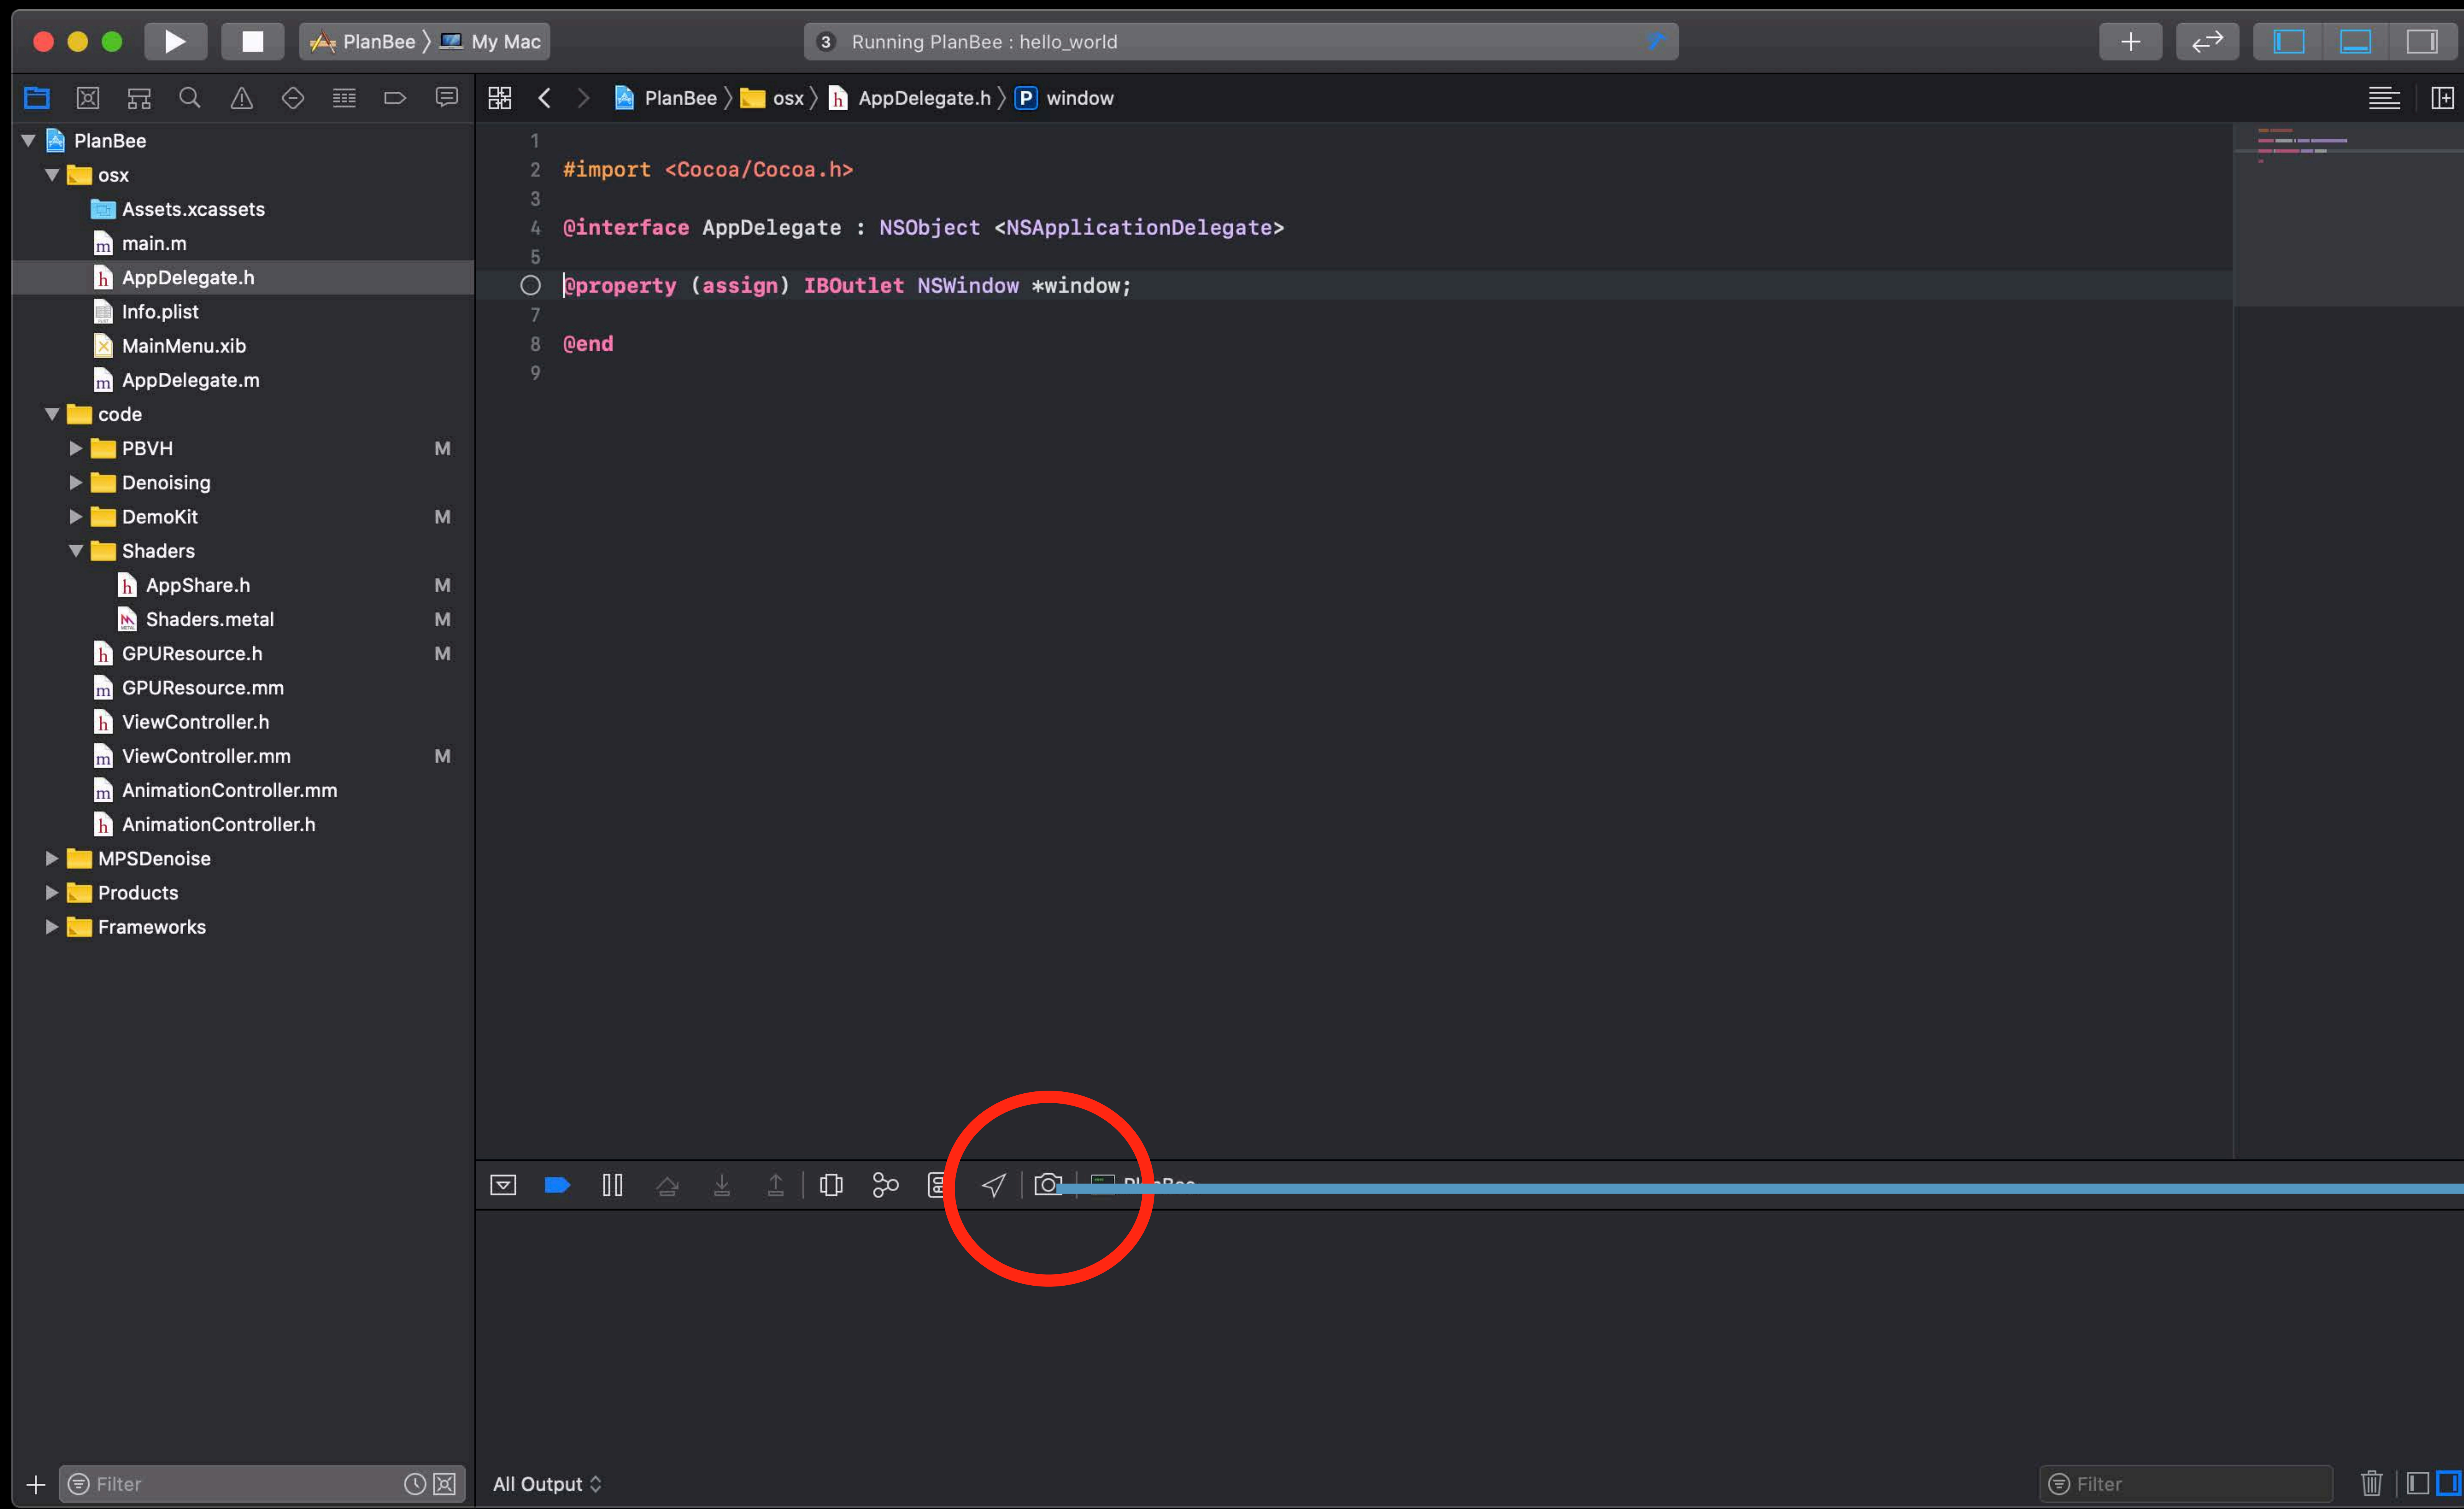 PlanBee 〉 My Mac
3 Running PlanBee : hello_world
PlanBee 〉 osx 〉 h AppDelegate.h 〉 P window
PlanBee
osx
Assets.xcassets
m main.m
h AppDelegate.h
Info.plist
MainMenu.xib
m AppDelegate.m
code
PBVH M
Denoising
DemoKit M
Shaders
h AppShare.h M
Shaders.metal M
h GPUResource.h M
m GPUResource.mm
h ViewController.h
m ViewController.mm M
m AnimationController.mm
h AnimationController.h
MPSDenoise
Products
Frameworks
Filter
1
2 #import <Cocoa/Cocoa.h>
3
4 @interface AppDelegate : NSObject <NSApplicationDelegate>
5
@property (assign) IBOutlet NSWindow *window;
7
8 @end
9
All Output
Filter